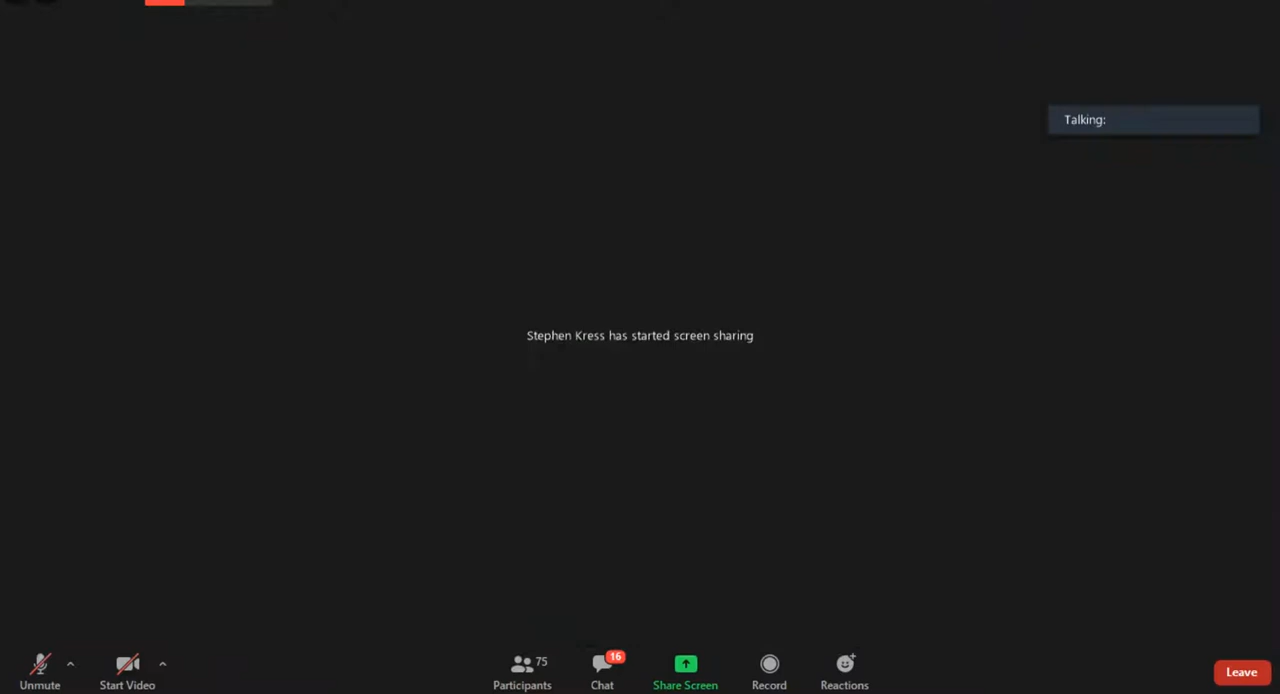 Talking:
Stephen Kress has started screen sharing
75
16
Unmute
Start Video
Participants
Chat
Share Screen
Record
Reactions
Leave